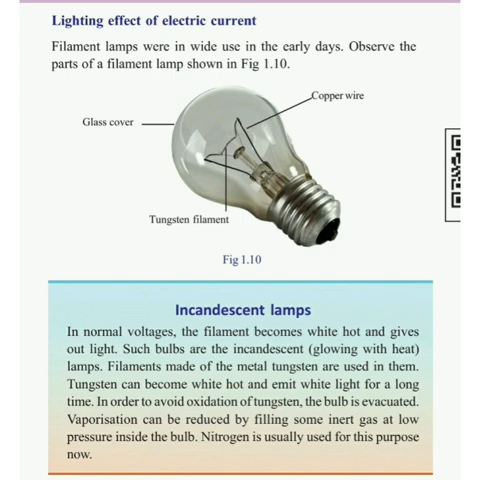 Lighting effect of electric current
Filament lamps were in wide use in the early days. Observe the
parts of a filament lamp shown in Fig 1.10.
Copper wire
Glass cover
Tungsten filament
Fig 1.10
Incandescent lamps
In normal voltages, the filament becomes white hot and gives
out light. Such bulbs are the incandescent (glowing with heat)
lamps. Filaments made of the metal tungsten are used in them.
Tungsten can become white hot and emit white light for a long
time. In order to avoid oxidation of tungsten, the bulb is evacuated.
Vaporisation can be reduced by filling some inert gas at low
pressure inside the bulb. Nitrogen is usually used for this purpose
now.